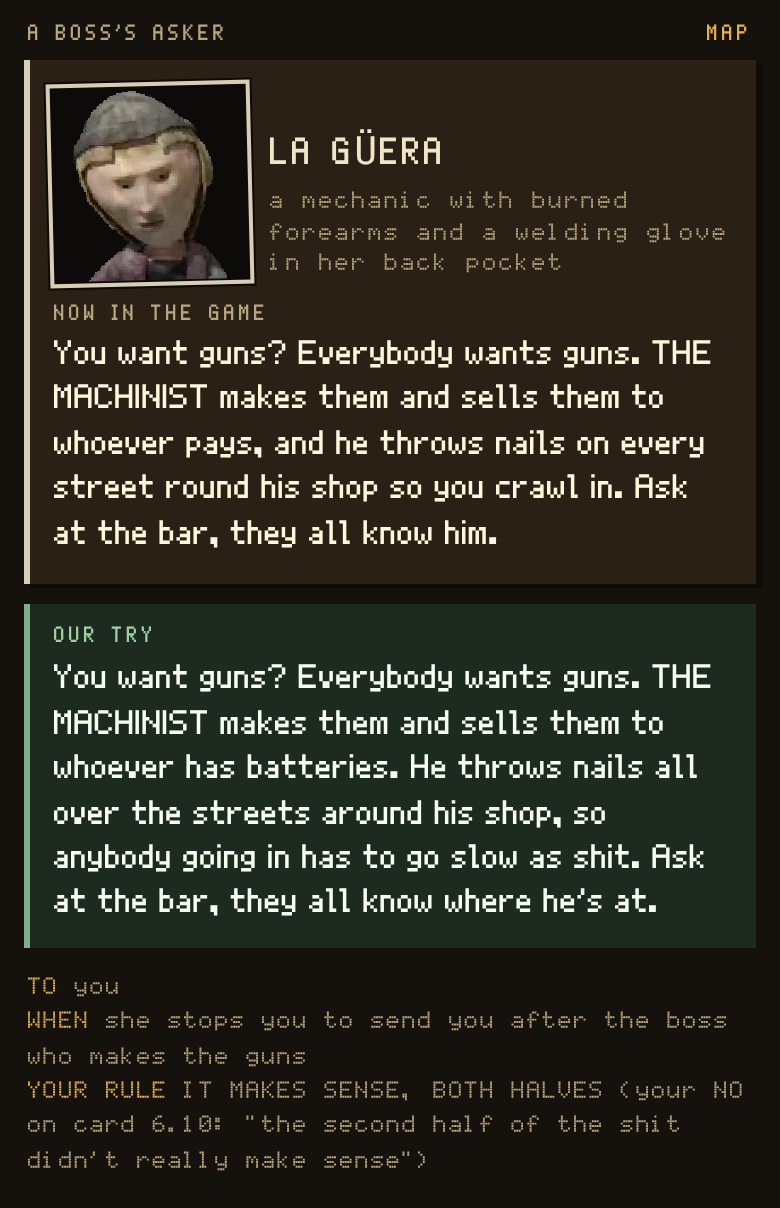 A BOSS'S ASKER
MAP
LA GÜERA
a mechanic with burned
forearms and a welding glove
in her back pocket
NOW IN THE GAME
You want guns? Everybody wants guns. THE
MACHINIST makes them and sells them to
whoever pays, and he throws nails on every
street round his shop so you crawl in. Ask
at the bar, they all know him.
OUR TRY
You want guns? Everybody wants guns. THE
MACHINIST makes them and sells them to
whoever has batteries. He throws nails all
over the streets around his shop, so
anybody going in has to go slow as shit. Ask
at the bar, they all know where he's at.
TO you
WHEN she stops you to send you after the boss
who makes the guns
YOUR RULE IT MAKES SENSE, BOTH HALVES (your NO
on card 6.10: "the second half of the shit
didn't really make sense")